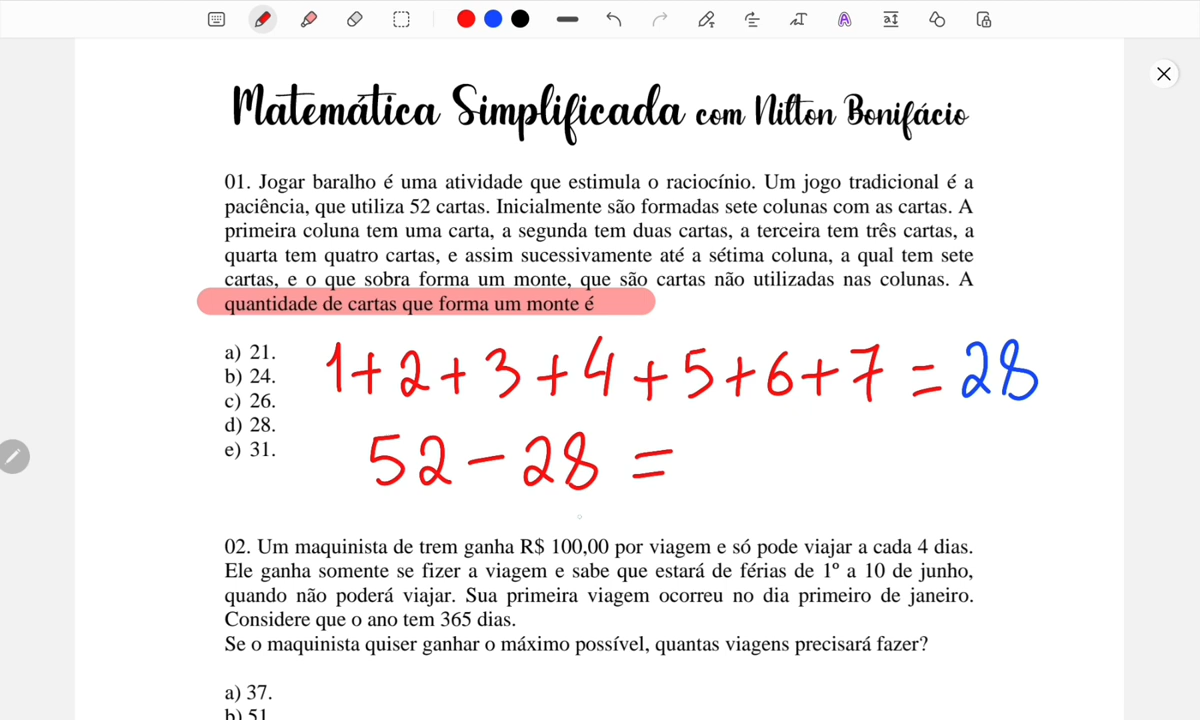 Matemática Simplificada com Nilton Bonifácio
01. Jogar baralho é uma atividade que estimula o raciocínio. Um jogo tradicional é a
paciência, que utiliza 52 cartas. Inicialmente são formadas sete colunas com as cartas. A
primeira coluna tem uma carta, a segunda tem duas cartas, a terceira tem três cartas, a
quarta tem quatro cartas, e assim sucessivamente até a sétima coluna, a qual tem sete
cartas, e o que sobra forma um monte, que são cartas não utilizadas nas colunas. A
quantidade de cartas que forma um monte é
a) 21.
b) 24.
c) 26.
d) 28.
e) 31.
1+2+3+4+5+6+7 = 28
52-28 =
02. Um maquinista de trem ganha R$ 100,00 por viagem e só pode viajar a cada 4 dias.
Ele ganha somente se fizer a viagem e sabe que estará de férias de 1º a 10 de junho,
quando não poderá viajar. Sua primeira viagem ocorreu no dia primeiro de janeiro.
Considere que o ano tem 365 dias.
Se o maquinista quiser ganhar o máximo possível, quantas viagens precisará fazer?
a) 37.
b) 51